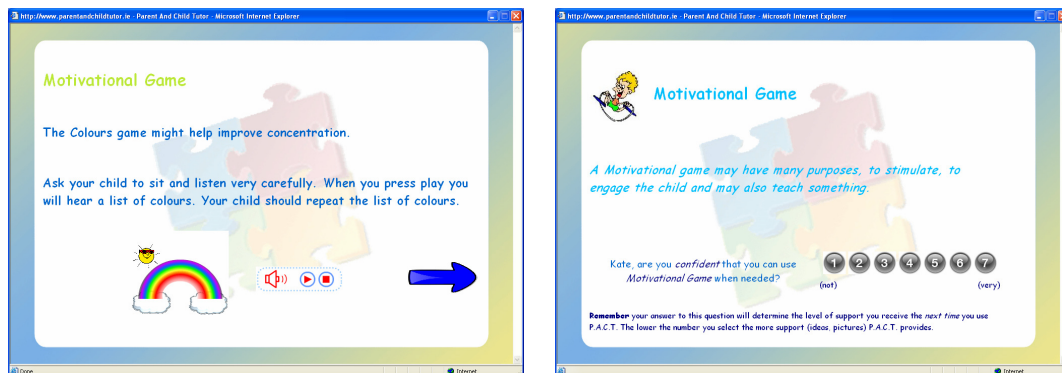 http://www.parentandchildtutor.ie - Parent And Child Tutor - Microsoft Internet Explorer
Motivational Game
The Colours game might help improve concentration.
Ask your child to sit and listen very carefully. When you press play you
will hear a list of colours. Your child should repeat the list of colours.
Done
Internet
http://www.parentandchildtutor.ie - Parent And Child Tutor - Microsoft Internet Explorer
Motivational Game
A Motivational game may have many purposes, to stimulate, to
engage the child and may also teach something.
Kate, are you confident that you can use
Motivational Game when needed?
1 2 3 4 5 6 7
(not) (very)
Remember your answer to this question will determine the level of support you receive the next time you use
P.A.C.T. The lower the number you select the more support (ideas, pictures) P.A.C.T. provides.
Internet